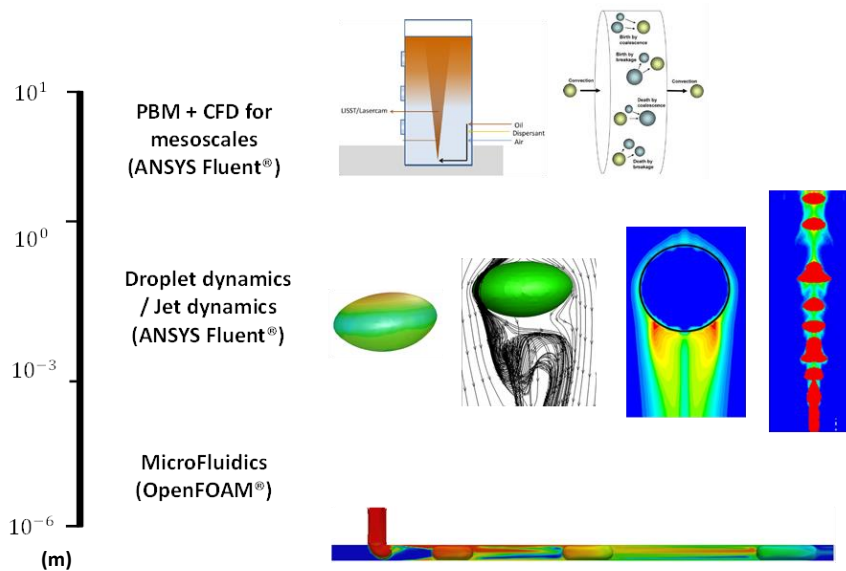 10¹
10⁰
10⁻³
10⁻⁶
(m)
PBM + CFD for
mesoscales
(ANSYS Fluent®)
LISST/Lasercam
Oil
Dispersant
Air
Birth by
coalescence
Birth by
breakage
Convection
Convection
Death by
coalescence
Death by
breakage
Droplet dynamics
/ Jet dynamics
(ANSYS Fluent®)
MicroFluidics
(OpenFOAM®)